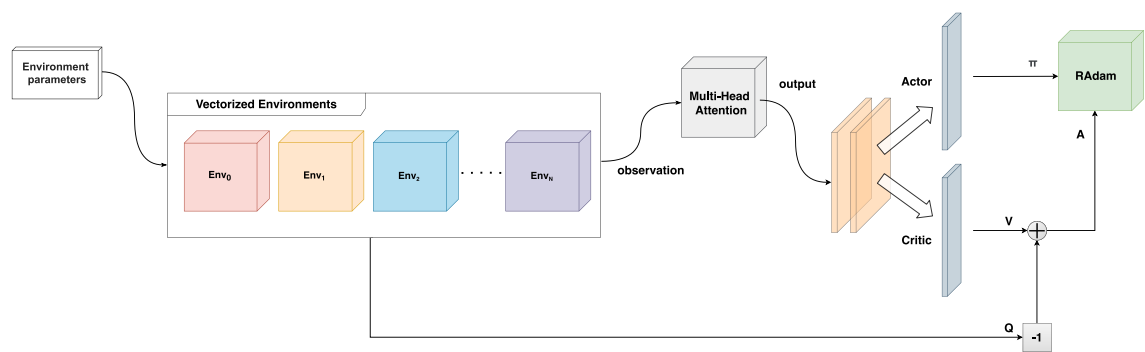 Environment
parameters
Vectorized Environments
Env0
Env1
Env2
. . . . .
EnvN
observation
Multi-Head
Attention
output
Actor
Critic
π
RAdam
A
V
Q
-1